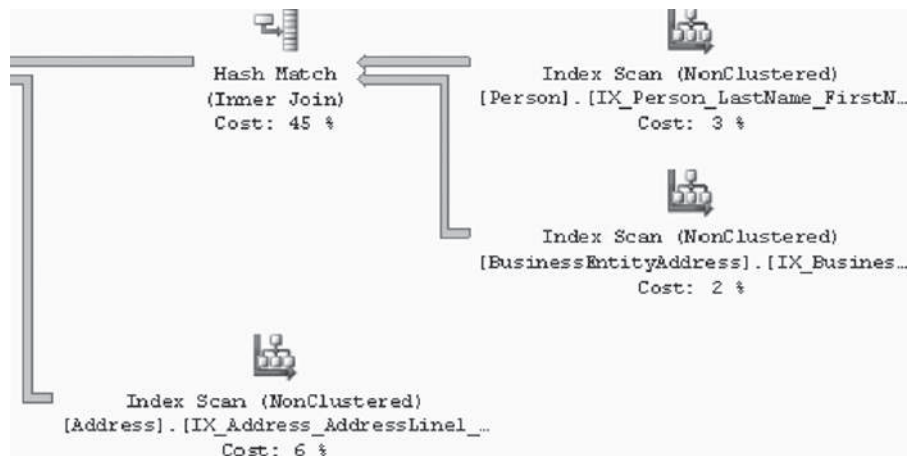 Hash Match
(Inner Join)
Cost: 45 %
Index Scan (NonClustered)
[Person].[IX_Person_LastName_FirstN…
Cost: 3 %
Index Scan (NonClustered)
[BusinessEntityAddress].[IX_Busines…
Cost: 2 %
Index Scan (NonClustered)
[Address].[IX_Address_AddressLine1_…
Cost: 6 %